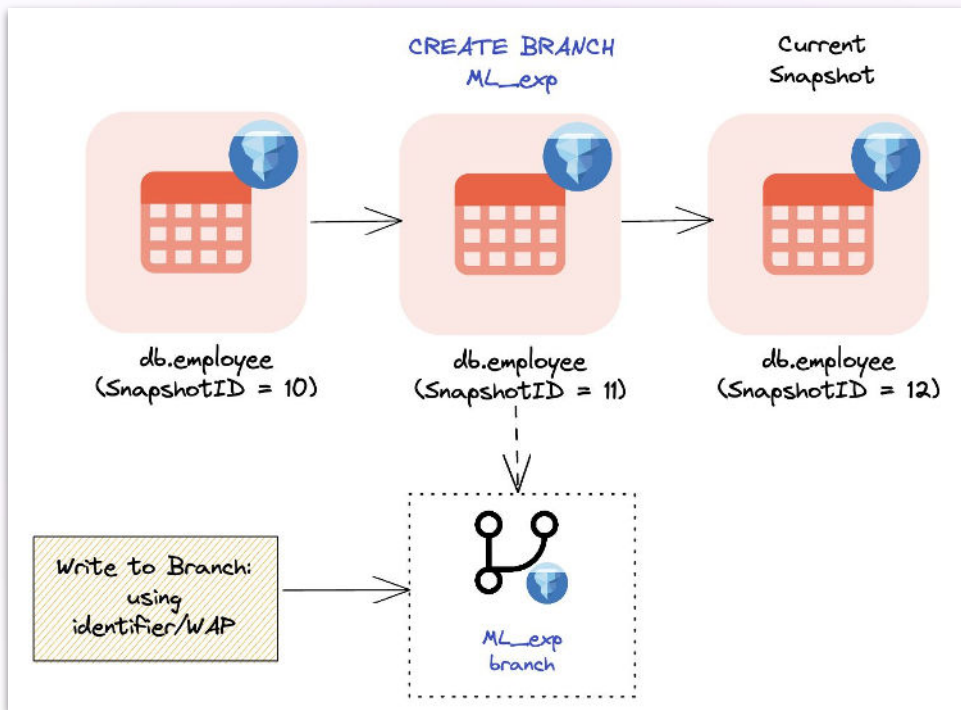 CREATE BRANCH
ML_exp
Current
Snapshot
db.employee
(SnapshotID = 10)
db.employee
(SnapshotID = 11)
db.employee
(SnapshotID = 12)
Write to Branch:
using
identifier/WAP
ML_exp
branch